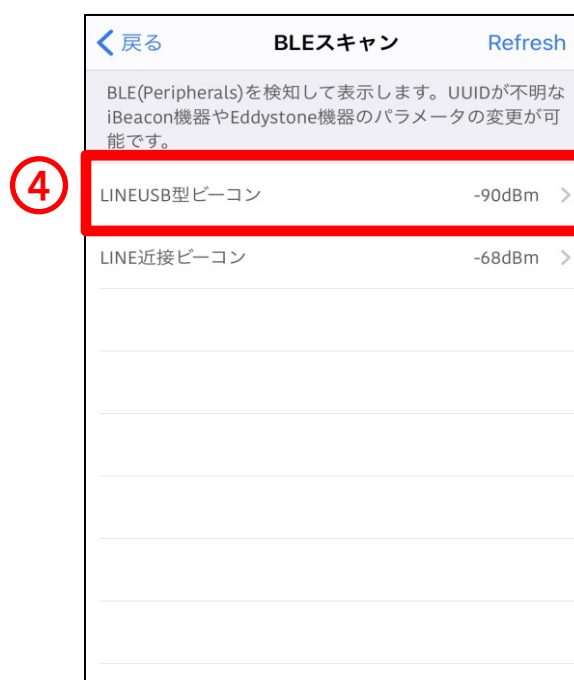 戻る BLEスキャン Refresh
BLE(Peripherals)を検知して表示します。UUIDが不明な
iBeacon機器やEddystone機器のパラメータの変更が可
能です。
④
LINEUSB型ビーコン -90dBm
LINE近接ビーコン -68dBm